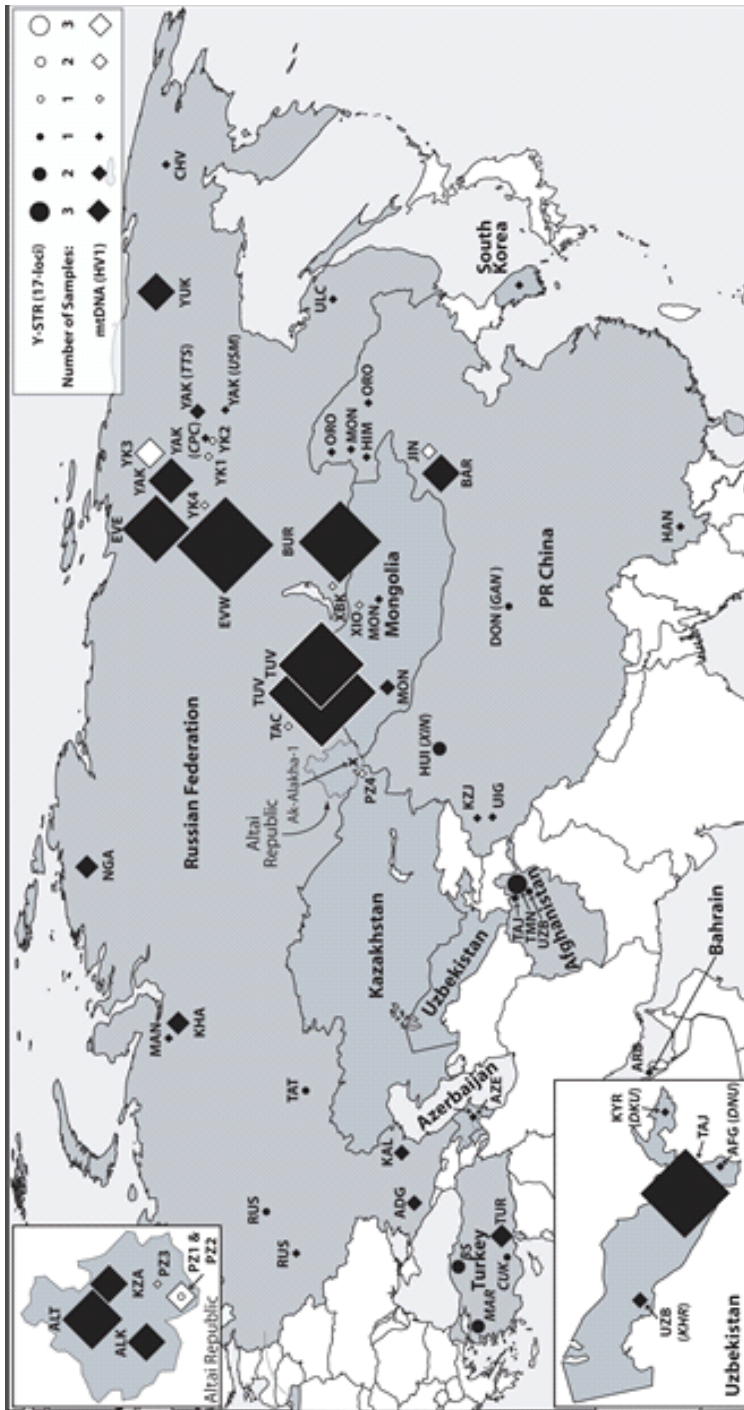 Y-STR (17-loci)
Number of Samples: 3 2 1 1 2 3
mtDNA (HV1)
ALT
KZA
ALK
PZ3
PZ1 &
PZ2
Altai Republic
RUS
RUS
TAT
MAN
KHA
NGA
Russian Federation
EVE
YAK
YK3
YK4
YAK
(CPC)
YK1
YK2
YAK (TTS)
YAK (USM)
YUK
CHV
EVW
BUR
TUV
TUV
TAC
Altai
Republic
Ak-Alakha-1
PZ4
XBK
XIO
MON
Mongolia
MON
ULC
ORO
MON
HIM
ORO
JIN
BAR
South
Korea
HUI (XIN)
KZJ
UIG
DON (GAN)
PR China
HAN
Kazakhstan
Uzbekistan
Afghanistan
TAJ
TMN
UZB
KAL
ADG
Azerbaijan
AZE
Turkey
BS
MAR
CUK
TUR
ARB
Bahrain
KYR
(DKU)
TAJ
AFG (DNU)
UZB
(KHR)
Uzbekistan